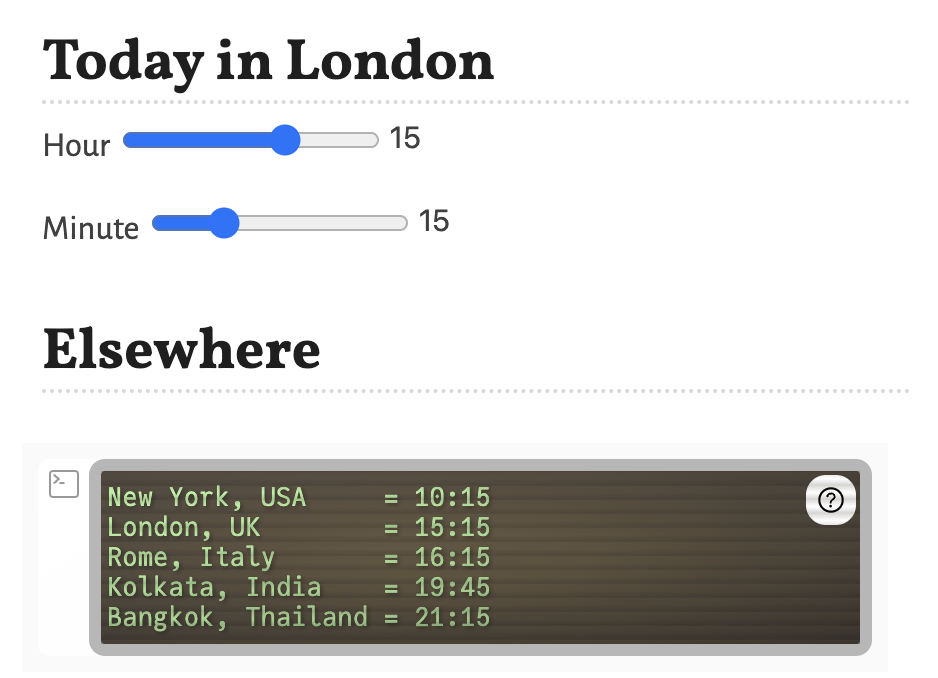 Today in London
Hour 15
Minute 15
Elsewhere
>-
New York, USA     = 10:15
London, UK        = 15:15
Rome, Italy       = 16:15
Kolkata, India    = 19:45
Bangkok, Thailand = 21:15
?